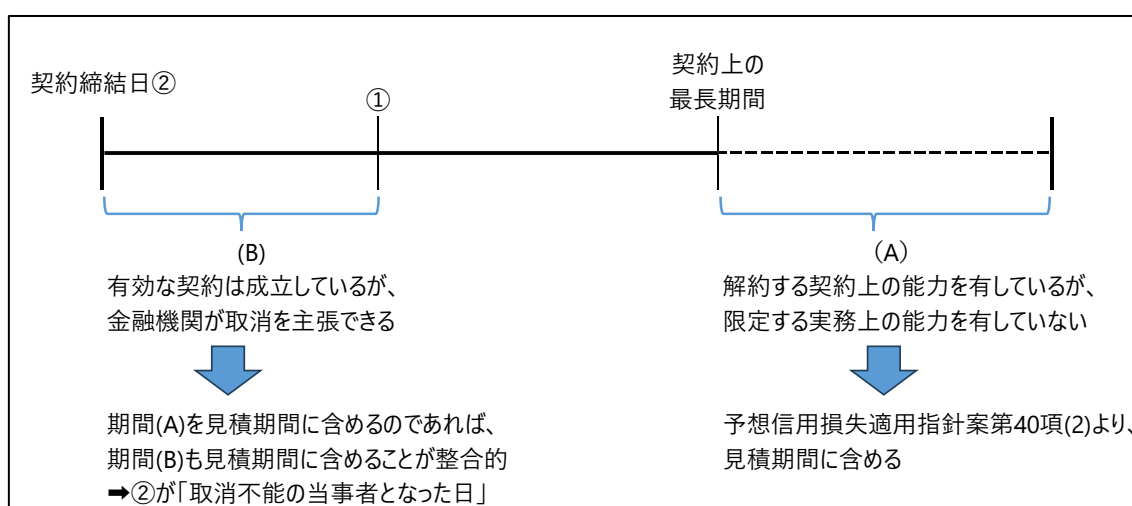 契約締結日②
①
契約上の
最長期間
(B)
有効な契約は成立しているが、
金融機関が取消を主張できる
期間(A)を見積期間に含めるのであれば、
期間(B)も見積期間に含めることが整合的
➡②が「取消不能の当事者となった日」
（A）
解約する契約上の能力を有しているが、
限定する実務上の能力を有していない
予想信用損失適用指針案第40項(2)より、
見積期間に含める